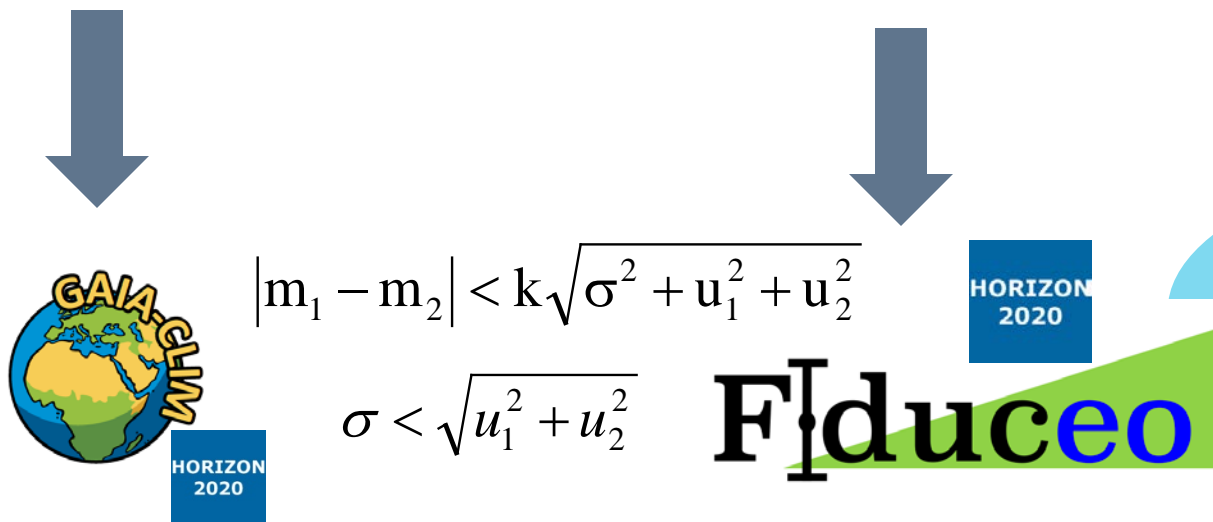 |m₁ − m₂| < k√(σ² + u₁² + u₂²)
HORIZON
2020
GAIA-CLIM
σ < √(u₁² + u₂²)
Fiduceo
HORIZON
2020